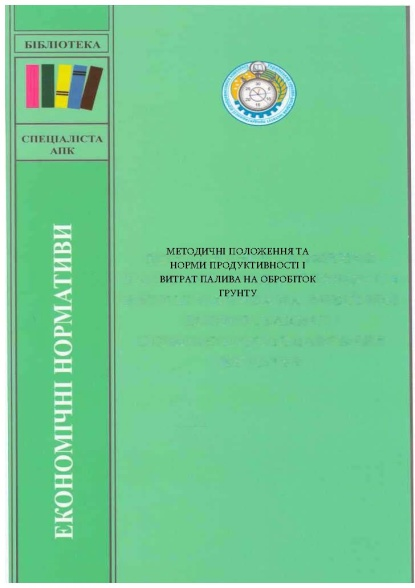 БІБЛІОТЕКА
СПЕЦІАЛІСТА
АПК
ЕКОНОМІЧНІ НОРМАТИВИ
МЕТОДИЧНІ ПОЛОЖЕННЯ ТА
НОРМИ ПРОДУКТИВНОСТІ І
ВИТРАТ ПАЛИВА НА ОБРОБІТОК
ГРУНТУ